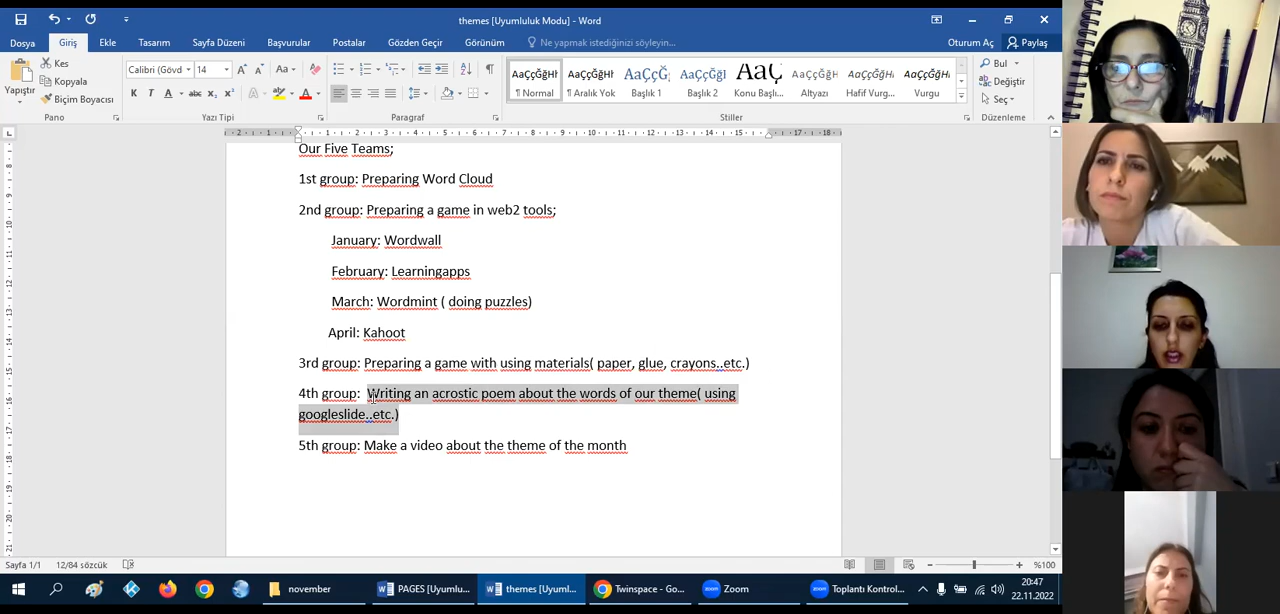 themes [Uyumluluk Modu] - Word
Dosya Giriş Ekle Tasarım Sayfa Düzeni Başvurular Postalar Gözden Geçir Görünüm Ne yapmak istediğinizi söyleyin... Oturum Aç Paylaş
Yapıştır
Kes
Kopyala
Biçim Boyacısı
Pano
Calibri (Gövd 14
Yazı Tipi
Paragraf
AaÇçĞğHı AaÇçĞğHı AaÇçĞ AaÇçĞğİ AaÇ AaÇçĞğH AaÇçĞğHı AaÇçĞğHı
¶ Normal ¶ Aralık Yok Başlık 1 Başlık 2 Konu Başlı... Altyazı Hafif Vurg... Vurgu
Stiller
Bul
Değiştir
Seç
Düzenleme
Our Five Teams;
1st group: Preparing Word Cloud
2nd group: Preparing a game in web2 tools;
January: Wordwall
February: Learningapps
March: Wordmint ( doing puzzles)
April: Kahoot
3rd group: Preparing a game with using materials( paper, glue, crayons..etc.)
4th group: Writing an acrostic poem about the words of our theme( using
googleslide..etc.)
5th group: Make a video about the theme of the month
Sayfa 1/1 12/84 sözcük %100
november PAGES [Uyumlu... themes [Uyumlul... Twinspace - Go... Zoom Toplantı Kontrol... 20:47
22.11.2022